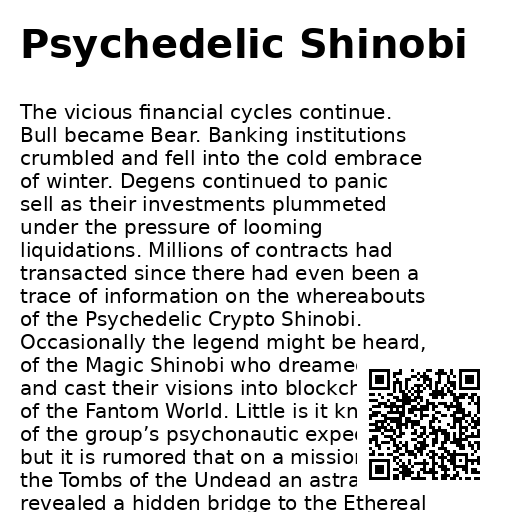 Psychedelic Shinobi
The vicious financial cycles continue.
Bull became Bear. Banking institutions
crumbled and fell into the cold embrace
of winter. Degens continued to panic
sell as their investments plummeted
under the pressure of looming
liquidations. Millions of contracts had
transacted since there had even been a
trace of information on the whereabouts
of the Psychedelic Crypto Shinobi.
Occasionally the legend might be heard,
of the Magic Shinobi who
and cast their visions into
of the Fantom World. Little is it
of the group’s psychonautic
but it is rumored that on a
the Tombs of the Undead an
revealed a hidden bridge to the Ethereal